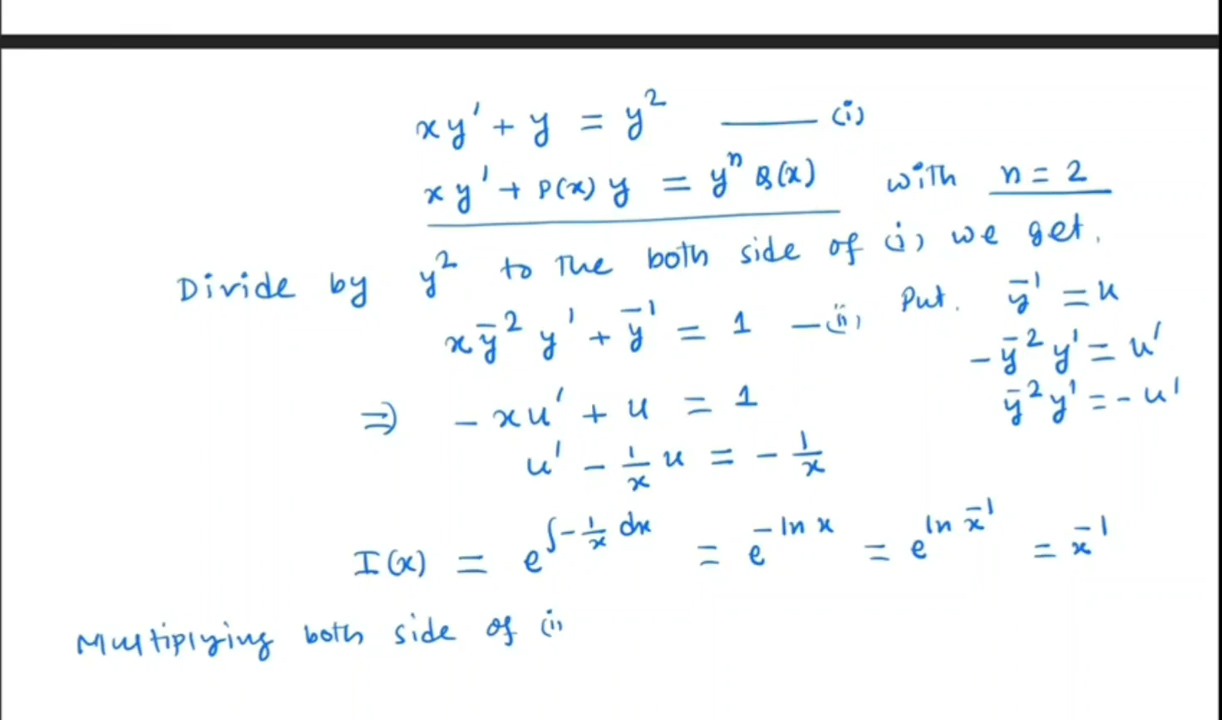 xy' + y = y² —— (i)
xy' + P(x) y = yⁿ Q(x) with n = 2
Divide by y² to the both side of (i) we get.
xy⁻² y' + y⁻¹ = 1 —(ii) Put. y⁻¹ = u
- y⁻² y' = u'
y⁻² y' = - u'
⇒ - xu' + u = 1
u' - 1/x u = - 1/x
I(x) = e^∫-1/x dx = e^-ln x = e^ln x⁻¹ = x⁻¹
Multiplying both side of (i)